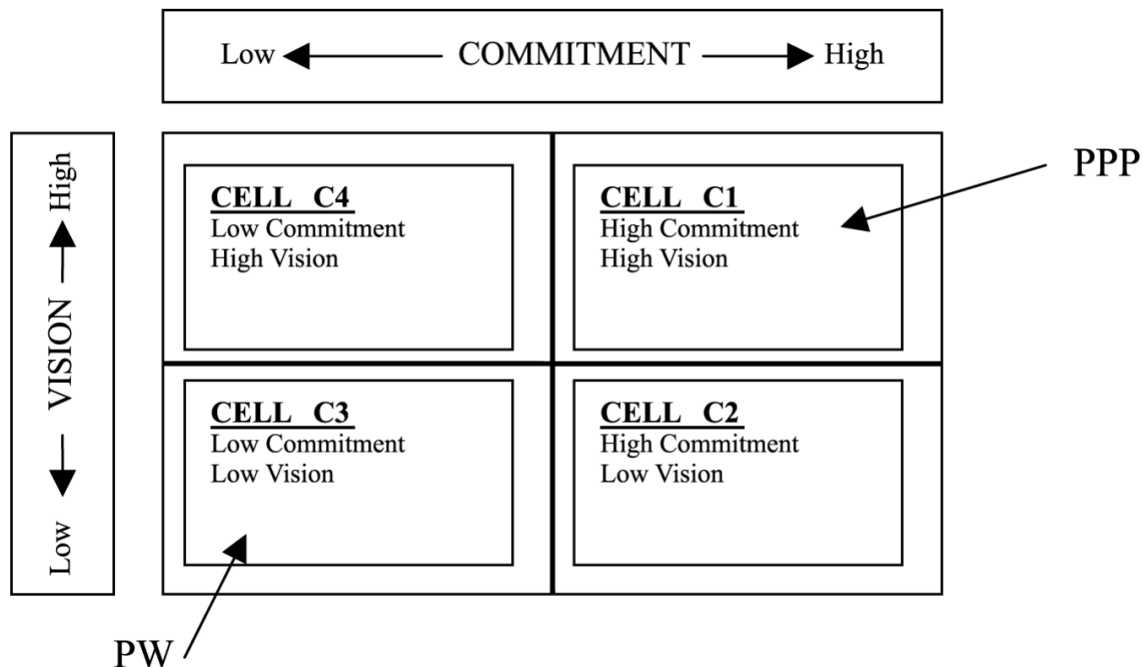 Low COMMITMENT High
PPP
High
VISION
Low
CELL C4
Low Commitment
High Vision
CELL C1
High Commitment
High Vision
CELL C3
Low Commitment
Low Vision
CELL C2
High Commitment
Low Vision
PW